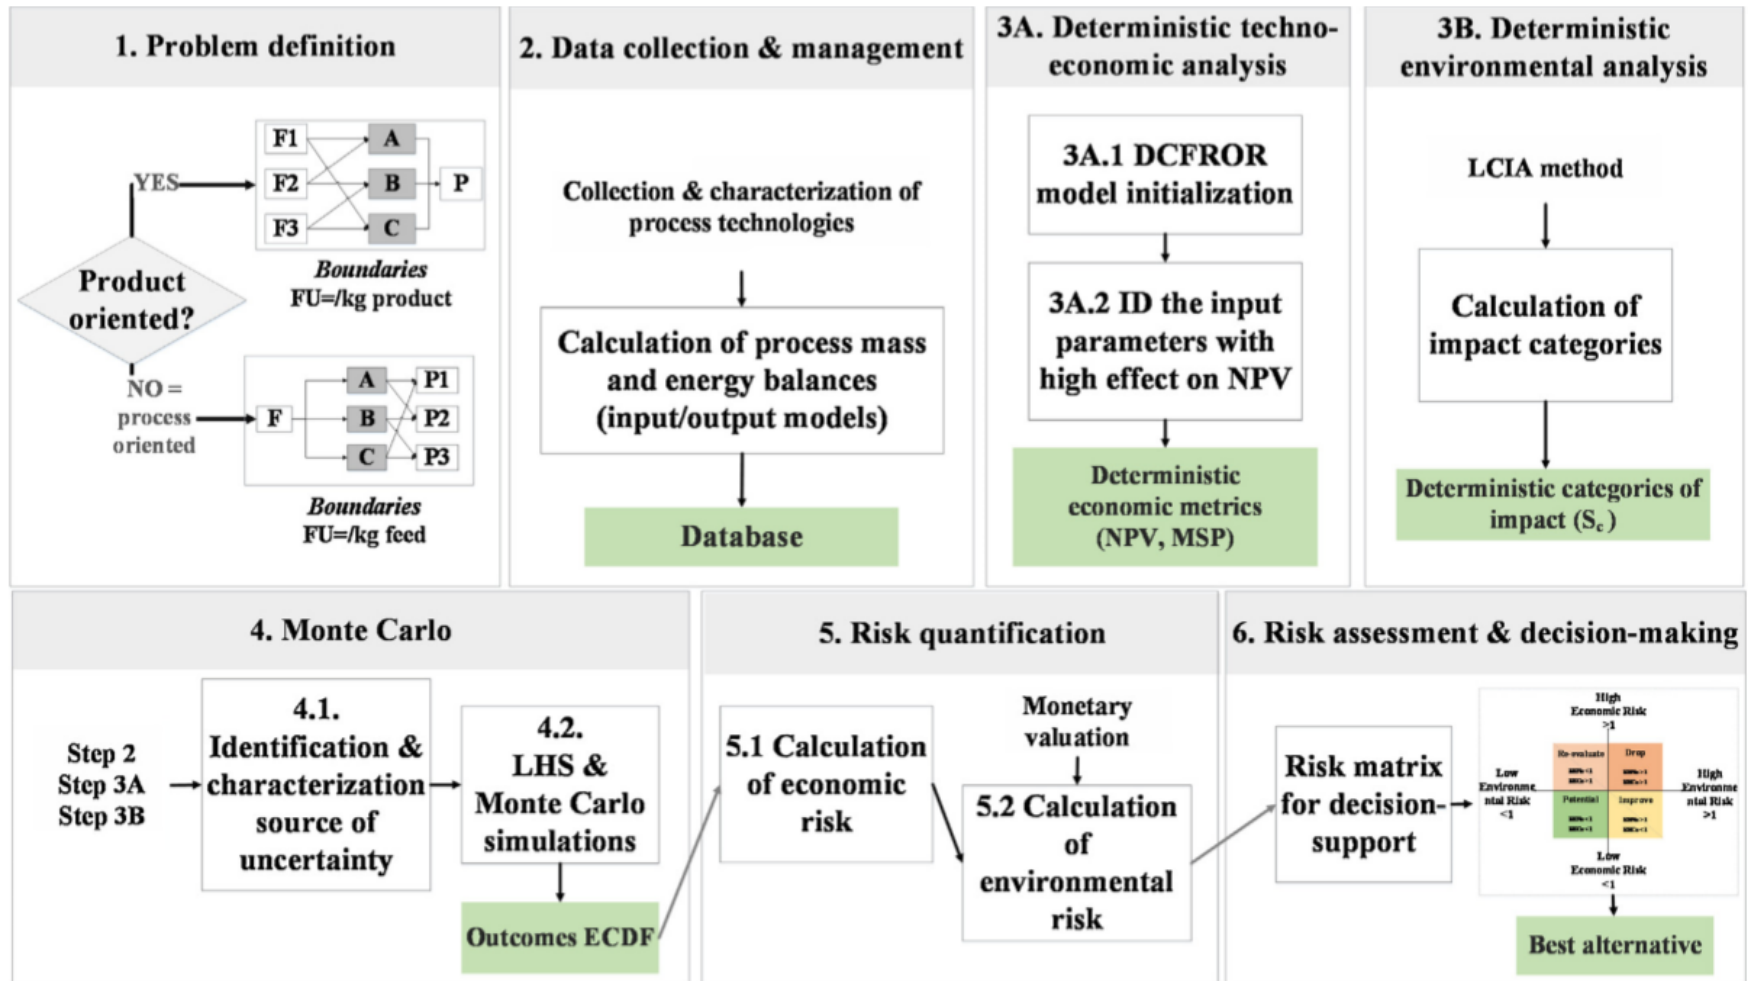 1. Problem definition
YES
F1
F2
F3
A
B
C
P
Boundaries
FU=/kg product
Product
oriented?
NO =
process
oriented
F
A
B
C
P1
P2
P3
Boundaries
FU=/kg feed
2. Data collection & management
Collection & characterization of
process technologies
Calculation of process mass
and energy balances
(input/output models)
Database
3A. Deterministic techno-
economic analysis
3A.1 DCFROR
model initialization
3A.2 ID the input
parameters with
high effect on NPV
Deterministic
economic metrics
(NPV, MSP)
3B. Deterministic
environmental analysis
LCIA method
Calculation of
impact categories
Deterministic categories of
impact (Sc)
4. Monte Carlo
Step 2
Step 3A
Step 3B
4.1.
Identification &
characterization
source of
uncertainty
4.2.
LHS &
Monte Carlo
simulations
Outcomes ECDF
5. Risk quantification
5.1 Calculation
of economic
risk
Monetary
valuation
5.2 Calculation
of
environmental
risk
6. Risk assessment & decision-making
Risk matrix
for decision-
support
High
Economic Risk
>1
Low
Environme
ntal Risk
<1
Re-evaluate
Drop
Potential
Improve
High
Environme
ntal Risk
>1
Low
Economic Risk
<1
Best alternative